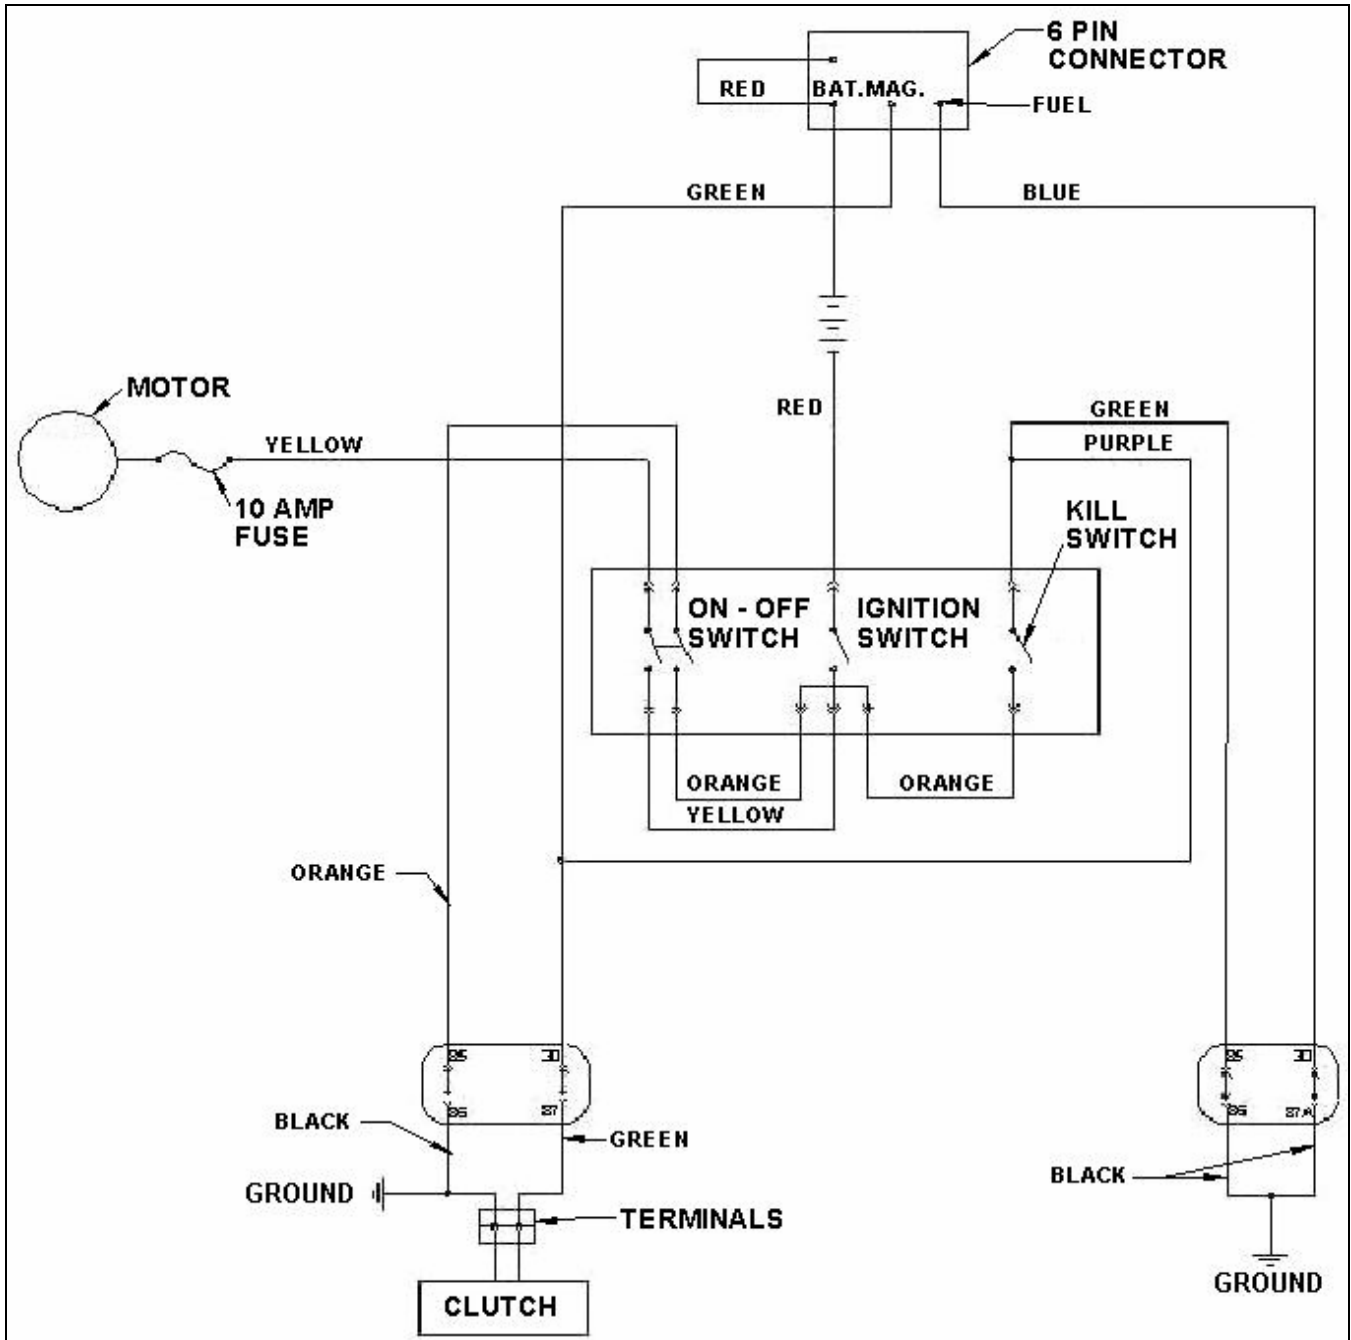 6 PIN
CONNECTOR
RED
BAT.MAG.
FUEL
GREEN
BLUE
MOTOR
RED
GREEN
YELLOW
PURPLE
10 AMP
FUSE
KILL
SWITCH
ON - OFF
SWITCH
IGNITION
SWITCH
ORANGE
ORANGE
YELLOW
ORANGE
30
30
86
87
86
87A
BLACK
GREEN
BLACK
GROUND
TERMINALS
GROUND
CLUTCH